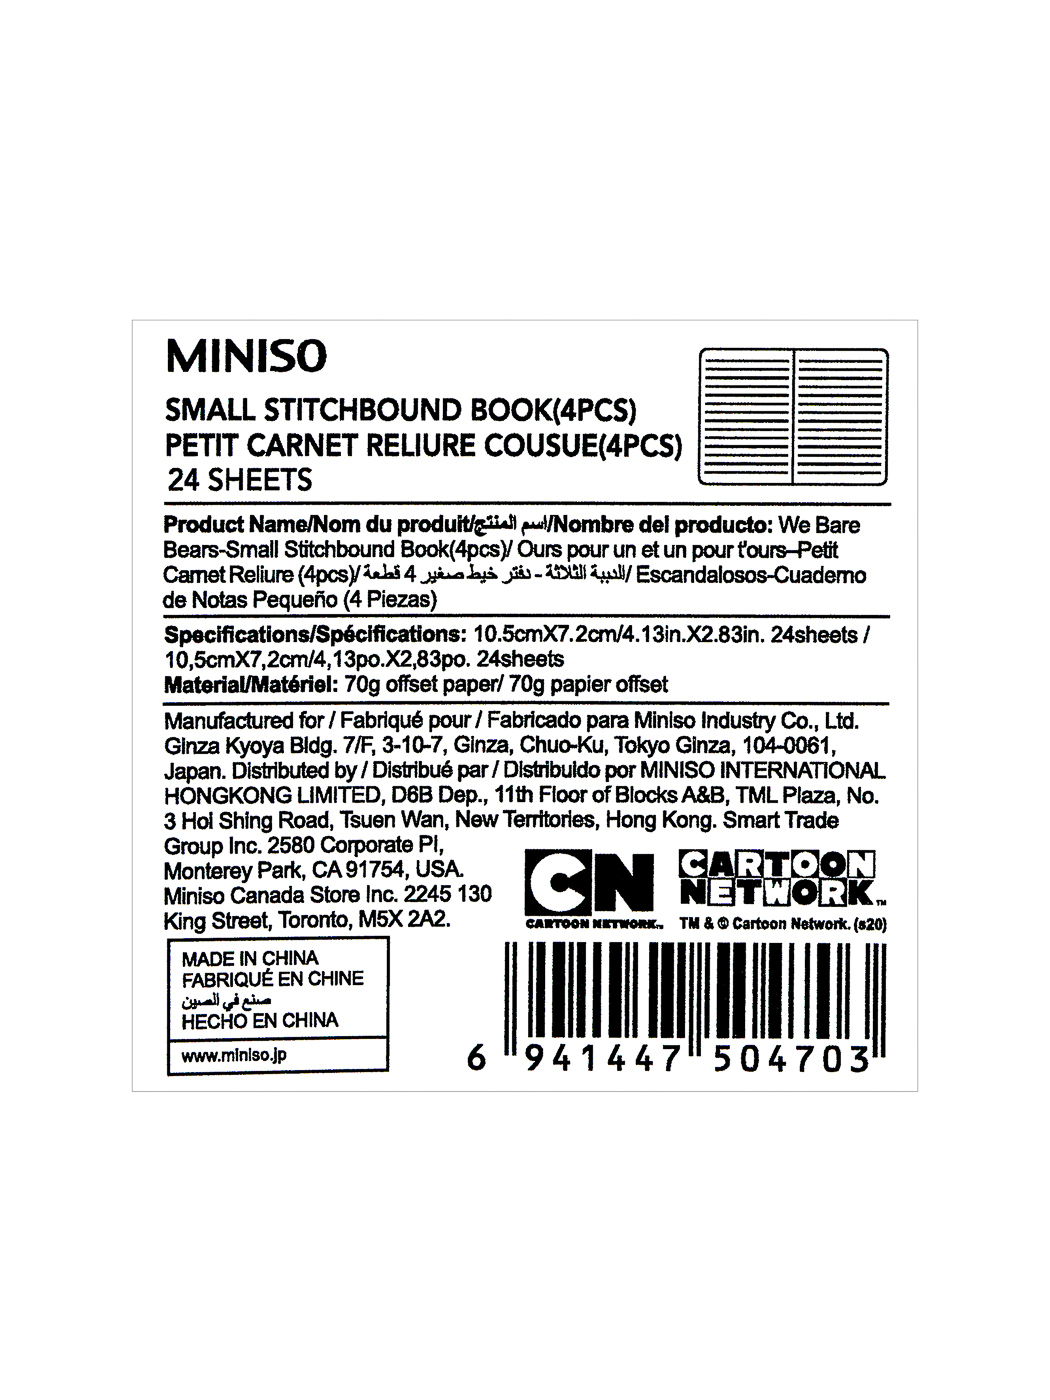 MINISO
SMALL STITCHBOUND BOOK(4PCS)
PETIT CARNET RELIURE COUSUE(4PCS)
24 SHEETS
Product Name/Nom du produit/اسم المنتج/Nombre del producto: We Bare
Bears-Small Stitchbound Book(4pcs)/ Ours pour un et un pour t'ours–Petit
Carnet Reliure (4pcs)/الدببة الثلاثة - دفتر خيط صغير 4 قطعة/ Escandalosos-Cuaderno
de Notas Pequeño (4 Piezas)
Specifications/Spécifications: 10.5cmX7.2cm/4.13in.X2.83in. 24sheets /
10,5cmX7,2cm/4,13po.X2,83po. 24sheets
Material/Matériel: 70g offset paper/ 70g papier offset
Manufactured for / Fabriqué pour / Fabricado para Miniso Industry Co., Ltd.
Ginza Kyoya Bldg. 7/F, 3-10-7, Ginza, Chuo-Ku, Tokyo Ginza, 104-0061,
Japan. Distributed by / Distribué par / Distribuido por MINISO INTERNATIONAL
HONGKONG LIMITED, D6B Dep., 11th Floor of Blocks A&B, TML Plaza, No.
3 Hoi Shing Road, Tsuen Wan, New Territories, Hong Kong. Smart Trade
Group Inc. 2580 Corporate Pl,
Monterey Park, CA 91754, USA.
Miniso Canada Store Inc. 2245 130
King Street, Toronto, M5X 2A2.
CN
CARTOON NETWORK™
CARTOON
NETWORK™
TM & © Cartoon Network. (s20)
MADE IN CHINA
FABRIQUÉ EN CHINE
صنع في الصين
HECHO EN CHINA
www.miniso.jp
6 941447 504703